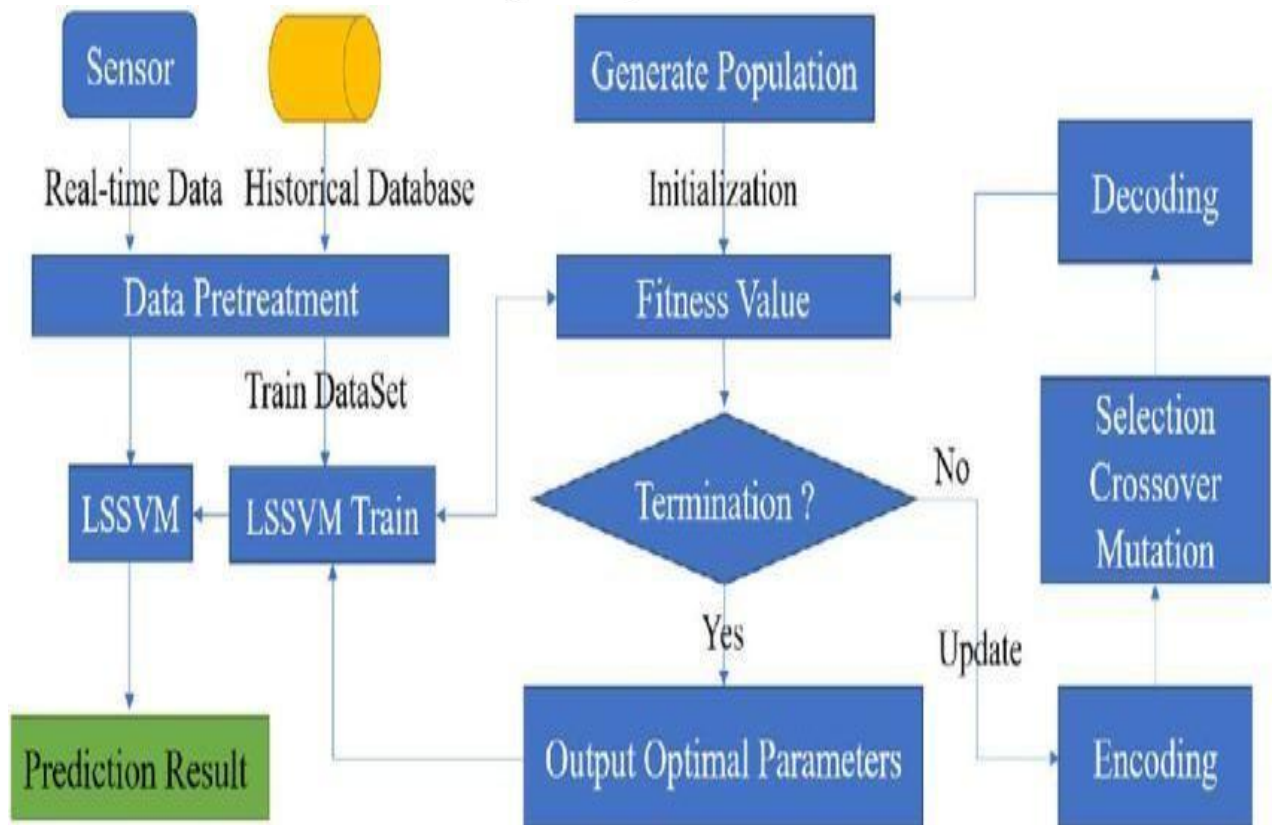 Sensor
Generate Population
Real-time Data
Historical Database
Initialization
Decoding
Data Pretreatment
Fitness Value
Train DataSet
Selection
Crossover
Mutation
LSSVM
LSSVM Train
Termination ?
No
Yes
Update
Prediction Result
Output Optimal Parameters
Encoding